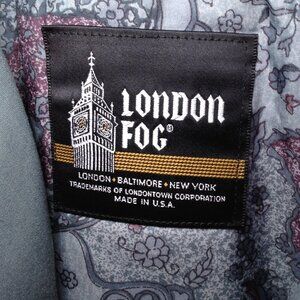 LONDON
FOG®
LONDON • BALTIMORE • NEW YORK
TRADEMARKS OF LONDONTOWN CORPORATION
MADE IN U.S.A.